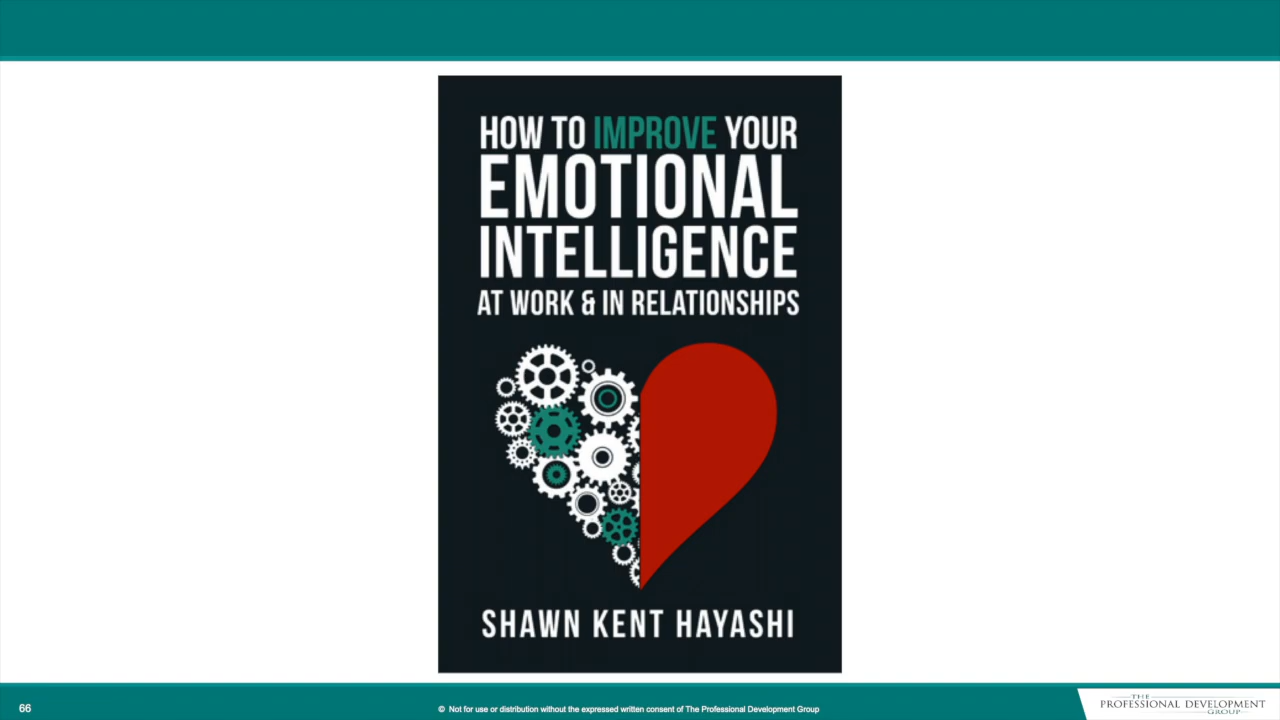 HOW TO IMPROVE YOUR
EMOTIONAL
INTELLIGENCE
AT WORK & IN RELATIONSHIPS
SHAWN KENT HAYASHI
66
© Not for use or distribution without the expressed written consent of The Professional Development Group
THE
PROFESSIONAL DEVELOPMENT
GROUP